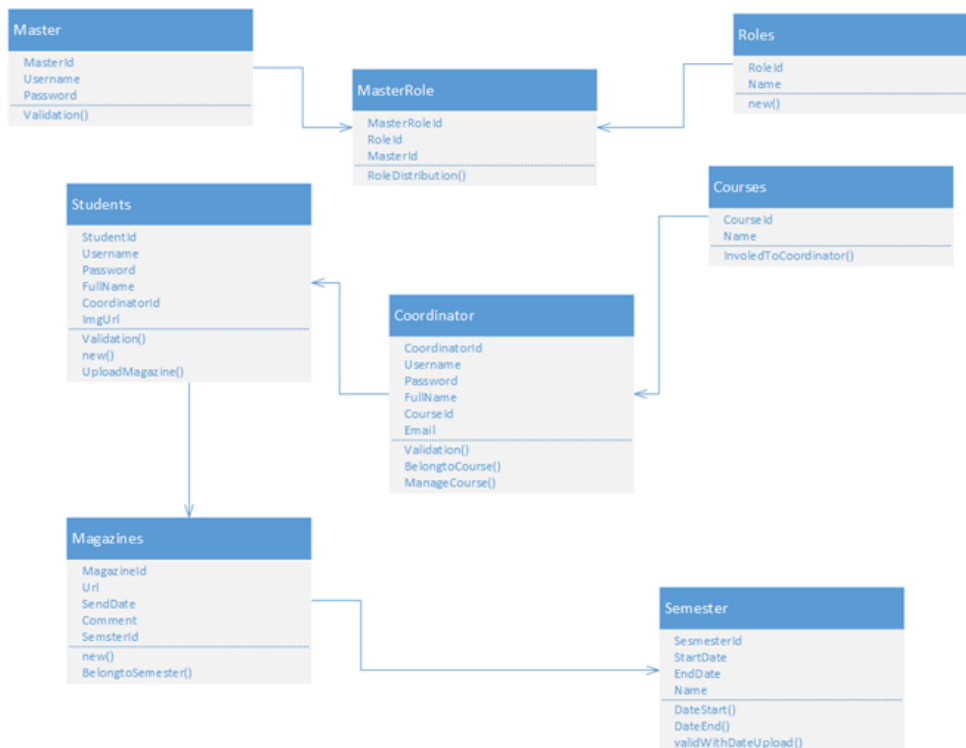 Master
MasterId
Username
Password
Validation()
Roles
RoleId
Name
new()
MasterRole
MasterRoleId
RoleId
MasterId
RoleDistribution()
Courses
CourseId
Name
InvoledToCoordinator()
Students
StudentId
Username
Password
FullName
CoordinatorId
ImgUrl
Validation()
new()
UploadMagazine()
Coordinator
CoordinatorId
Username
Password
FullName
CourseId
Email
Validation()
BelongtoCourse()
ManageCourse()
Magazines
MagazineId
Url
SendDate
Comment
SemsterId
new()
BelongtoSemester()
Semester
SesmesterId
StartDate
EndDate
Name
DateStart()
DateEnd()
validWithDateUpload()